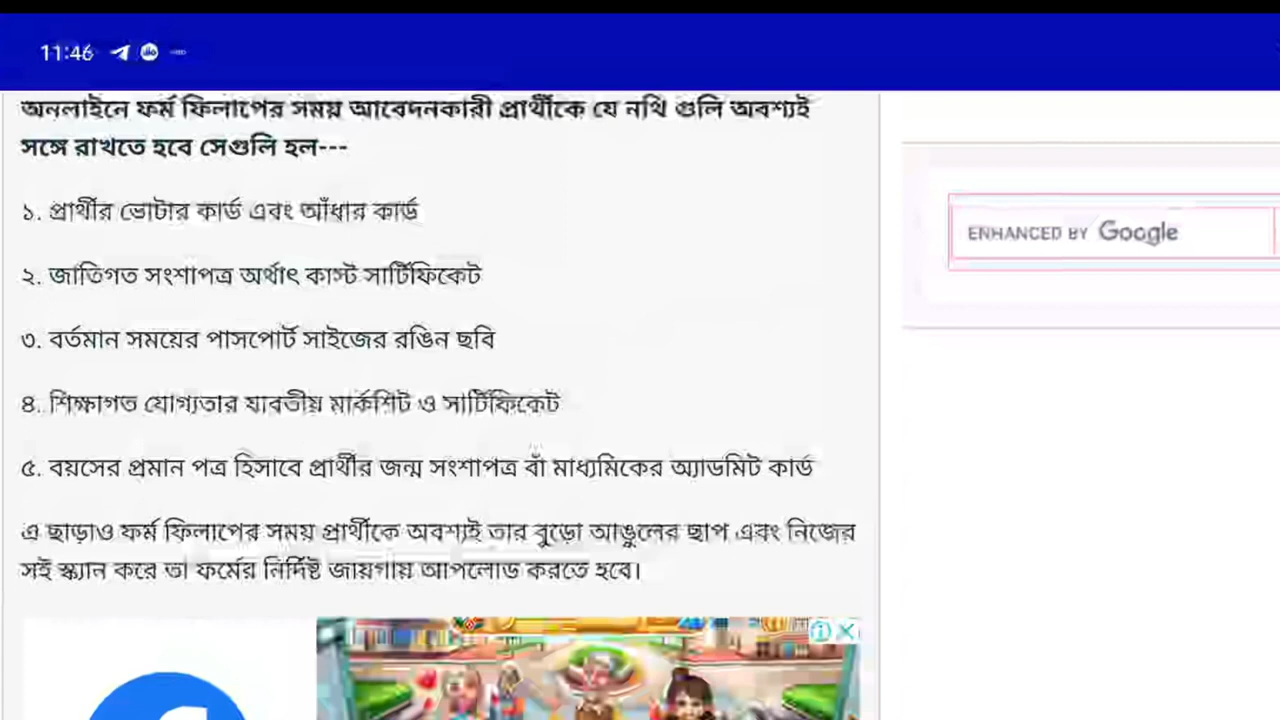 11:46
অনলাইনে ফর্ম ফিলাপের সময় আবেদনকারী প্রার্থীকে যে নথি গুলি অবশ্যই
সঙ্গে রাখতে হবে সেগুলি হল---
১. প্রার্থীর ভোটার কার্ড এবং আঁধার কার্ড
২. জাতিগত সংশাপত্র অর্থাৎ কাস্ট সার্টিফিকেট
৩. বর্তমান সময়ের পাসপোর্ট সাইজের রঙিন ছবি
৪. শিক্ষাগত যোগ্যতার যাবতীয় মার্কশিট ও সার্টিফিকেট
৫. বয়সের প্রমান পত্র হিসাবে প্রার্থীর জন্ম সংশাপত্র বাঁ মাধ্যমিকের অ্যাডমিট কার্ড
এ ছাড়াও ফর্ম ফিলাপের সময় প্রার্থীকে অবশ্যই তার বুড়ো আঙুলের ছাপ এবং নিজের
সই স্ক্যান করে তা ফর্মের নির্দিষ্ট জায়গায় আপলোড করতে হবে।
ENHANCED BY Google